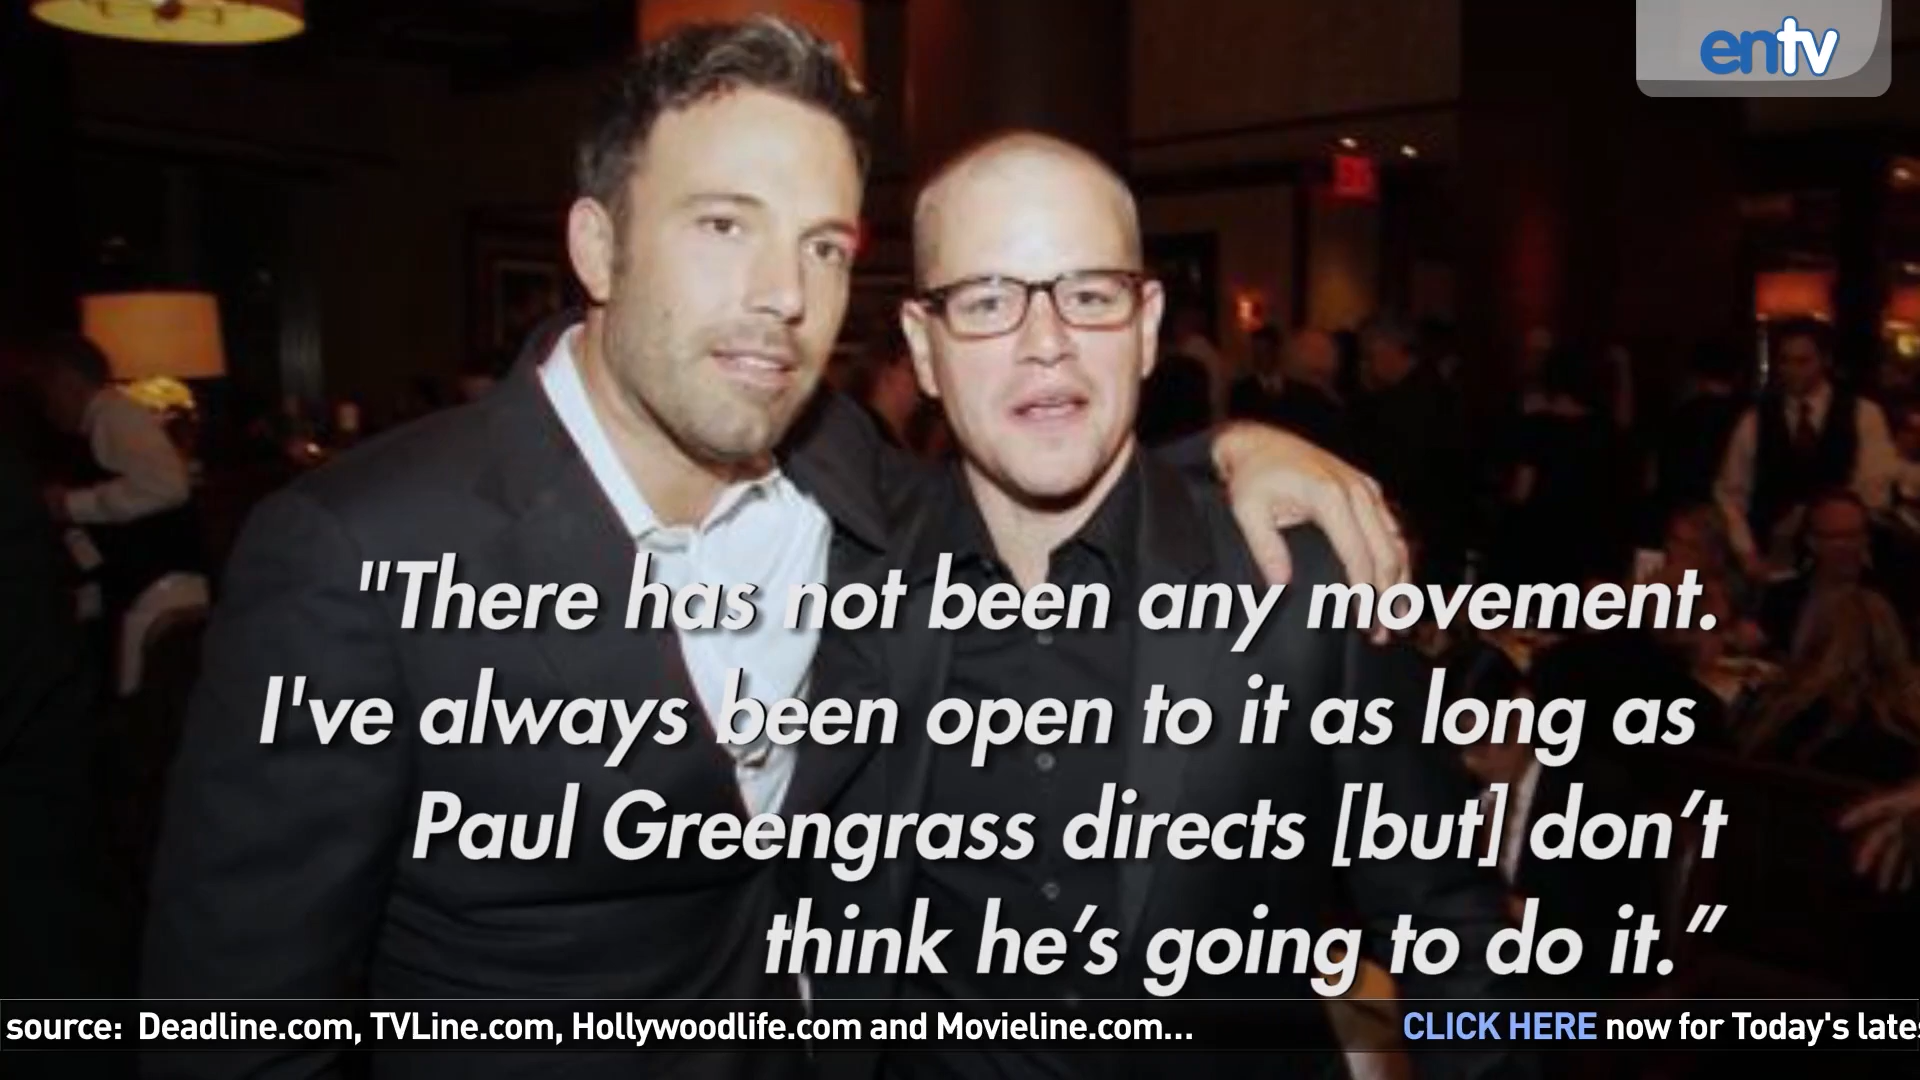 entv
"There has not been any movement.
I've always been open to it as long as
Paul Greengrass directs [but] don’t
think he’s going to do it.”
source: Deadline.com, TVLine.com, Hollywoodlife.com and Movieline.com... CLICK HERE now for Today's late